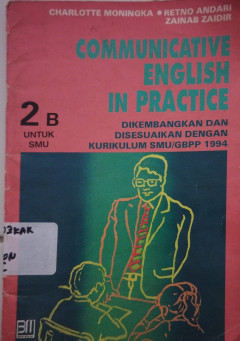 CHARLOTTE MONINGKA • RETNO ANDARI
ZAINAB ZAIDIR
COMMUNICATIVE
ENGLISH
IN PRACTICE
2 B
UNTUK
SMU
DIKEMBANGKAN DAN
DISESUAIKAN DENGAN
KURIKULUM SMU/GBPP 1994